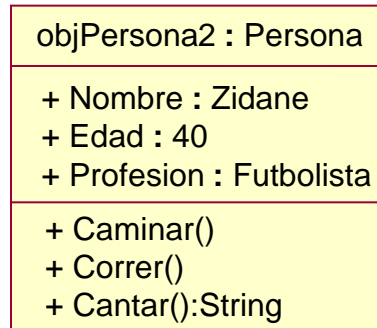 objPersona2 : Persona
+ Nombre : Zidane
+ Edad : 40
+ Profesion : Futbolista
+ Caminar()
+ Correr()
+ Cantar():String